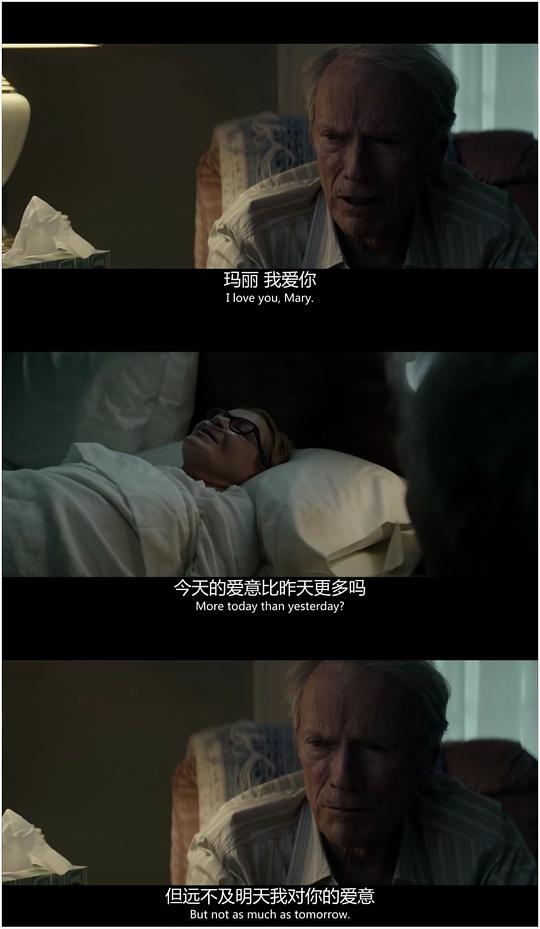 玛丽 我爱你
I love you, Mary.
今天的爱意比昨天更多吗
More today than yesterday?
但远不及明天我对你的爱意
But not as much as tomorrow.